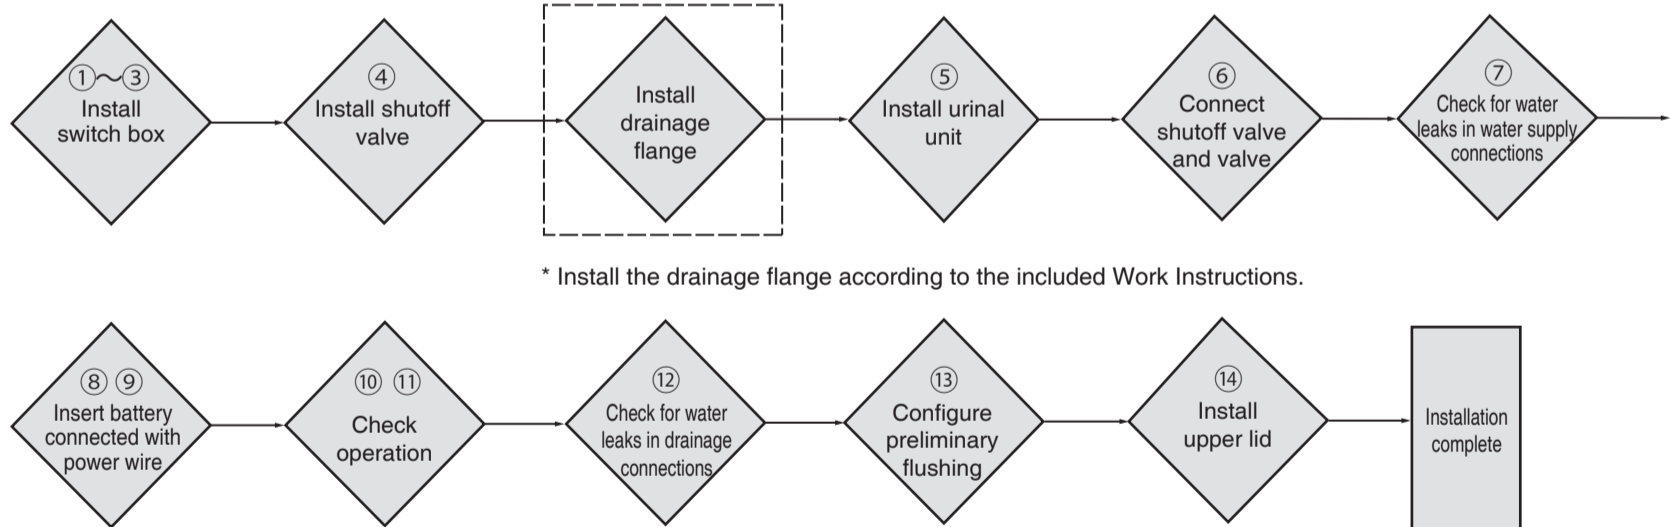 ①〜③
Install
switch box
④
Install shutoff
valve
Install
drainage
flange
⑤
Install urinal
unit
⑥
Connect
shutoff valve
and valve
⑦
Check for water
leaks in water supply
connections
* Install the drainage flange according to the included Work Instructions.
⑧ ⑨
Insert battery
connected with
power wire
⑩ ⑪
Check
operation
⑫
Check for water
leaks in drainage
connections
⑬
Configure
preliminary
flushing
⑭
Install
upper lid
Installation
complete